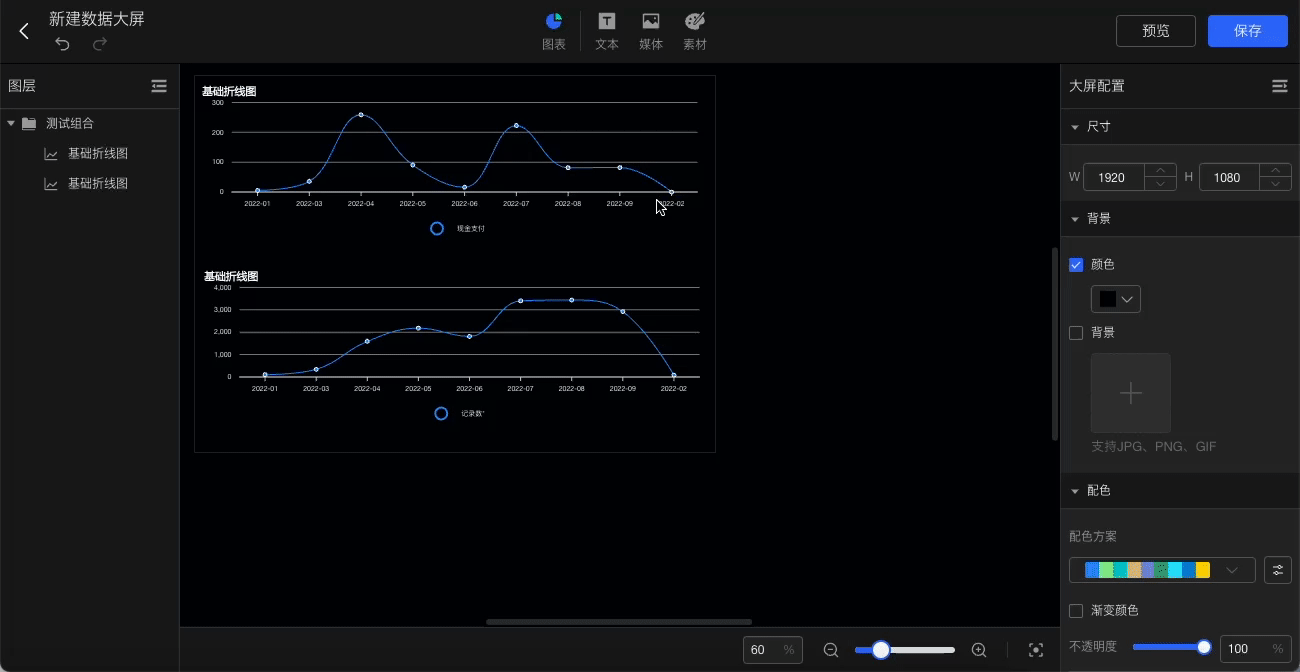 新建数据大屏
图表
文本
媒体
素材
预览
保存
图层
测试组合
基础折线图
基础折线图
基础折线图
300
200
100
0
2022-01 2022-03 2022-04 2022-05 2022-06 2022-07 2022-08 2022-09 2022-02
现金支付
基础折线图
4,000
3,000
2,000
1,000
0
2022-01 2022-03 2022-04 2022-05 2022-06 2022-07 2022-08 2022-09 2022-02
记录数*
60 %
大屏配置
尺寸
W 1920 H 1080
背景
颜色
背景
支持JPG、PNG、GIF
配色
配色方案
渐变颜色
不透明度 100 %